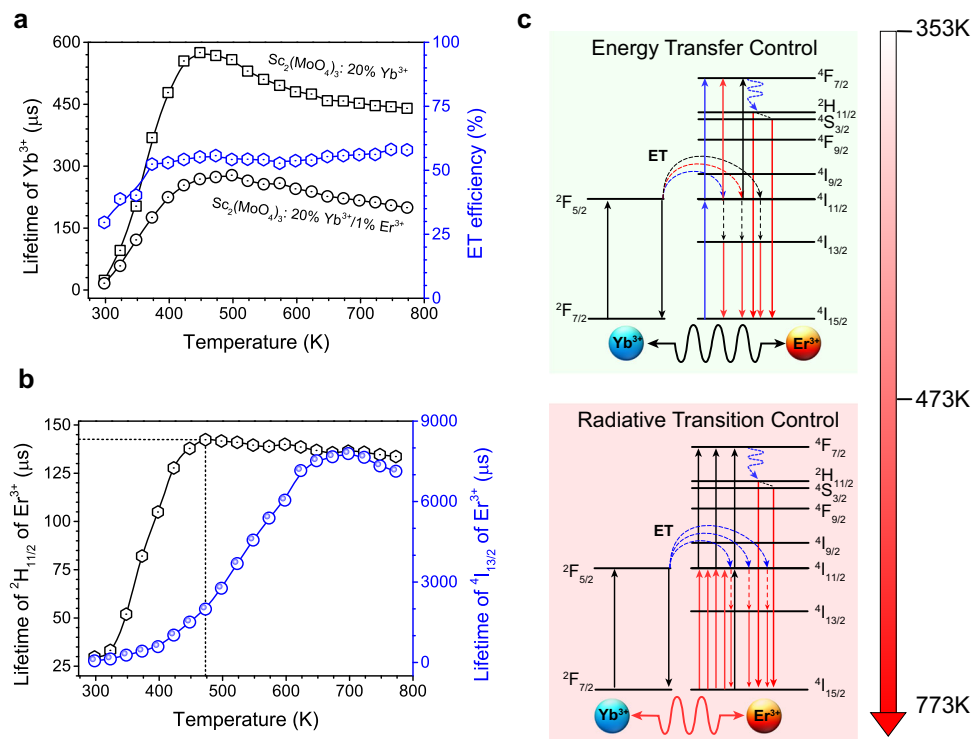 a
600
450
300
150
0
Lifetime of Yb³⁺ (μs)
Sc₂(MoO₄)₃: 20% Yb³⁺
Sc₂(MoO₄)₃: 20% Yb³⁺/1% Er³⁺
100
75
50
25
0
ET efficiency (%)
300 400 500 600 700 800
Temperature (K)
b
150
125
100
75
50
25
Lifetime of ²H₁₁/₂ of Er³⁺ (μs)
9000
6000
3000
0
Lifetime of ⁴I₁₃/₂ of Er³⁺ (μs)
300 400 500 600 700 800
Temperature (K)
c
Energy Transfer Control
⁴F₇/₂
²H₁₁/₂
⁴S₃/₂
⁴F₉/₂
ET
⁴I₉/₂
²F₅/₂
⁴I₁₁/₂
⁴I₁₃/₂
²F₇/₂
⁴I₁₅/₂
Yb³⁺
Er³⁺
Radiative Transition Control
⁴F₇/₂
²H₁₁/₂
⁴S₃/₂
⁴F₉/₂
ET
⁴I₉/₂
²F₅/₂
⁴I₁₁/₂
⁴I₁₃/₂
²F₇/₂
⁴I₁₅/₂
Yb³⁺
Er³⁺
353K
473K
773K